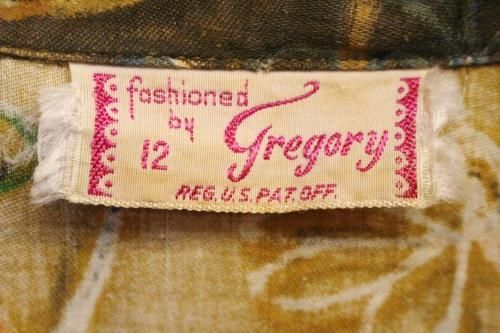 fashioned
by
12
Gregory
REG. U.S. PAT. OFF.